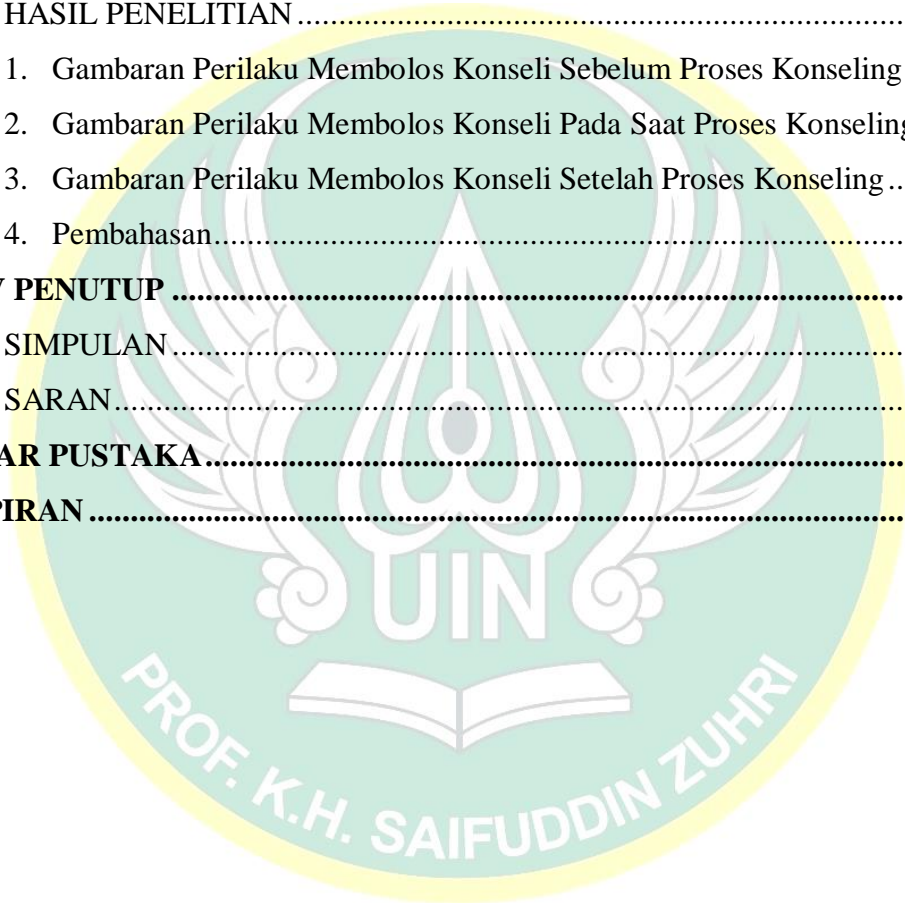 HASIL PENELITIAN ........................................................................
1. Gambaran Perilaku Membolos Konseli Sebelum Proses Konseling
2. Gambaran Perilaku Membolos Konseli Pada Saat Proses Konseling
3. Gambaran Perilaku Membolos Konseli Setelah Proses Konseling ..
4. Pembahasan ........................................................................
PENUTUP ........................................................................
SIMPULAN ........................................................................
SARAN ........................................................................
AR PUSTAKA ........................................................................
PIRAN ........................................................................
UIN
PROF. K.H. SAIFUDDIN ZUHRI